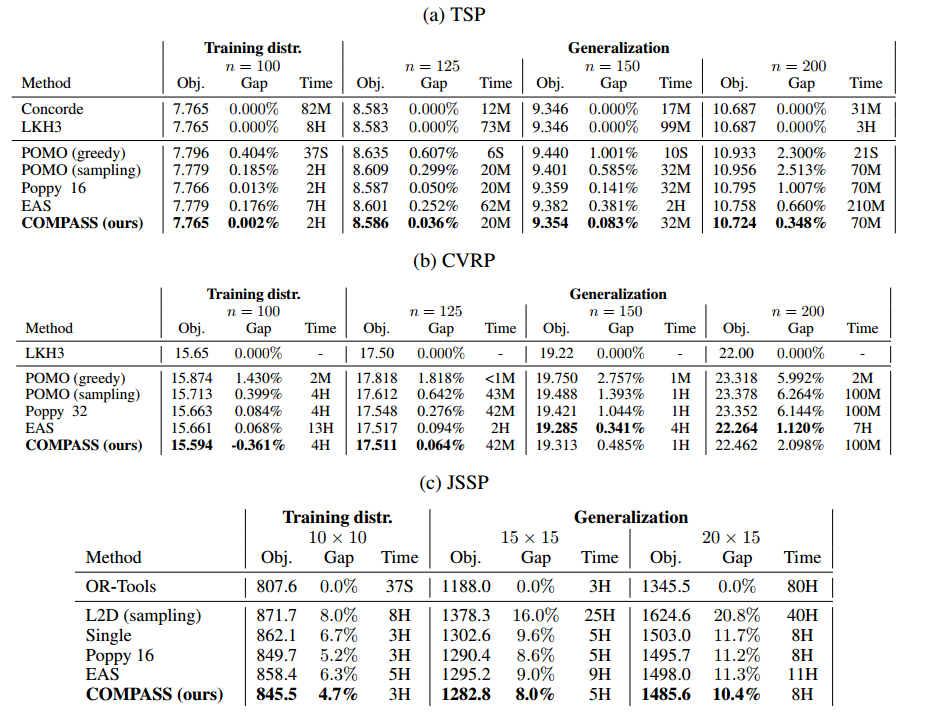 (a) TSP
Training distr. Generalization
n = 100 n = 125 n = 150 n = 200
Method Obj. Gap Time Obj. Gap Time Obj. Gap Time Obj. Gap Time
Concorde 7.765 0.000% 82M 8.583 0.000% 12M 9.346 0.000% 17M 10.687 0.000% 31M
LKH3 7.765 0.000% 8H 8.583 0.000% 73M 9.346 0.000% 99M 10.687 0.000% 3H
POMO (greedy) 7.796 0.404% 37S 8.635 0.607% 6S 9.440 1.001% 10S 10.933 2.300% 21S
POMO (sampling) 7.779 0.185% 2H 8.609 0.299% 20M 9.401 0.585% 32M 10.956 2.513% 70M
Poppy 16 7.766 0.013% 2H 8.587 0.050% 20M 9.359 0.141% 32M 10.795 1.007% 70M
EAS 7.779 0.176% 7H 8.601 0.252% 62M 9.382 0.381% 2H 10.758 0.660% 210M
COMPASS (ours) 7.765 0.002% 2H 8.586 0.036% 20M 9.354 0.083% 32M 10.724 0.348% 70M
(b) CVRP
Training distr. Generalization
n = 100 n = 125 n = 150 n = 200
Method Obj. Gap Time Obj. Gap Time Obj. Gap Time Obj. Gap Time
LKH3 15.65 0.000% - 17.50 0.000% - 19.22 0.000% - 22.00 0.000% -
POMO (greedy) 15.874 1.430% 2M 17.818 1.818% <1M 19.750 2.757% 1M 23.318 5.992% 2M
POMO (sampling) 15.713 0.399% 4H 17.612 0.642% 43M 19.488 1.393% 1H 23.378 6.264% 100M
Poppy 32 15.663 0.084% 4H 17.548 0.276% 42M 19.421 1.044% 1H 23.352 6.144% 100M
EAS 15.661 0.068% 13H 17.517 0.094% 2H 19.285 0.341% 4H 22.264 1.120% 7H
COMPASS (ours) 15.594 -0.361% 4H 17.511 0.064% 42M 19.313 0.485% 1H 22.462 2.098% 100M
(c) JSSP
Training distr. Generalization
10 × 10 15 × 15 20 × 15
Method Obj. Gap Time Obj. Gap Time Obj. Gap Time
OR-Tools 807.6 0.0% 37S 1188.0 0.0% 3H 1345.5 0.0% 80H
L2D (sampling) 871.7 8.0% 8H 1378.3 16.0% 25H 1624.6 20.8% 40H
Single 862.1 6.7% 3H 1302.6 9.6% 5H 1503.0 11.7% 8H
Poppy 16 849.7 5.2% 3H 1290.4 8.6% 5H 1495.7 11.2% 8H
EAS 858.4 6.3% 5H 1295.2 9.0% 9H 1498.0 11.3% 11H
COMPASS (ours) 845.5 4.7% 3H 1282.8 8.0% 5H 1485.6 10.4% 8H